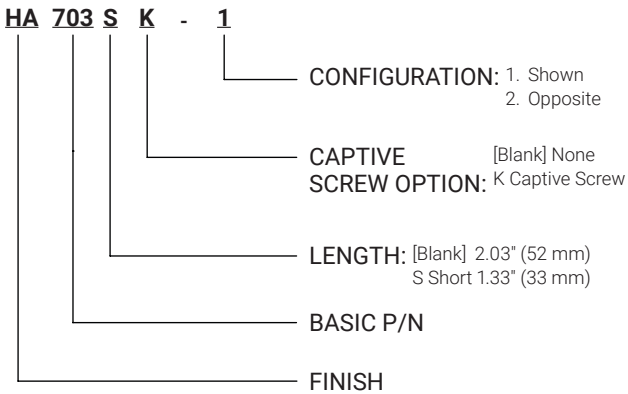 HA 703 S K - 1
CONFIGURATION: 1. Shown
2. Opposite
CAPTIVE [Blank] None
SCREW OPTION: K Captive Screw
LENGTH: [Blank] 2.03" (52 mm)
S Short 1.33" (33 mm)
BASIC P/N
FINISH